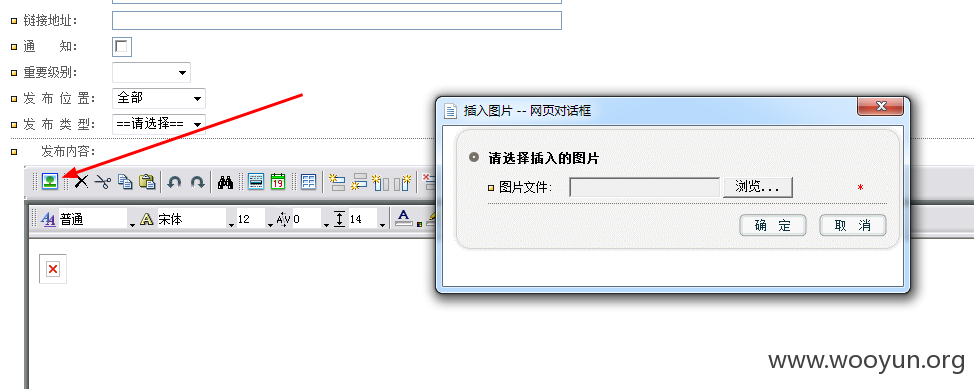 链接地址：
通 知：
重要级别：
发 布 位 置： 全部
发 布 类 型： ==请选择==
发布内容：
19
普通 宋体 12 0 14 A
插入图片 -- 网页对话框
请选择插入的图片
图片文件： 浏览... *
确 定 取 消
www.wooyun.org